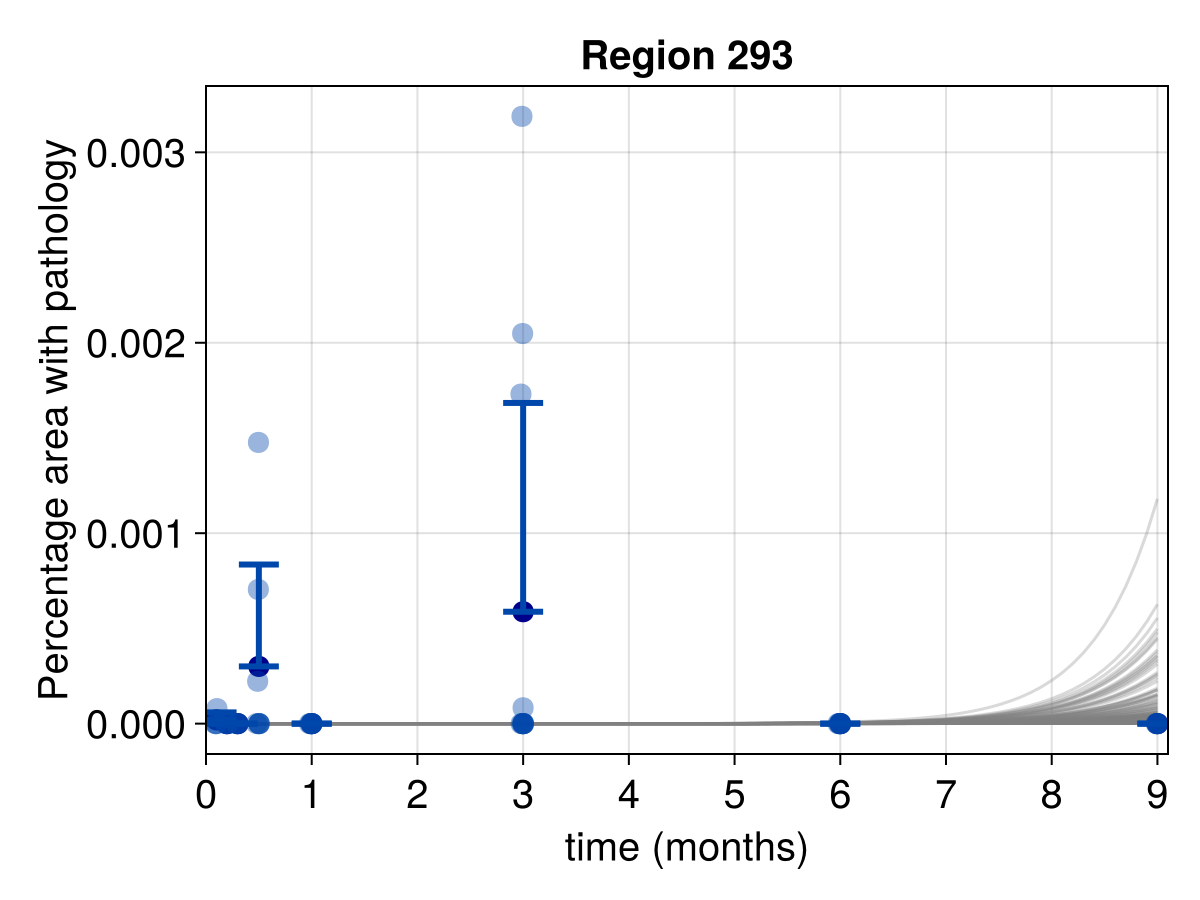 Region 293
Percentage area with pathology
0.003
0.002
0.001
0.000
0 1 2 3 4 5 6 7 8 9
time (months)